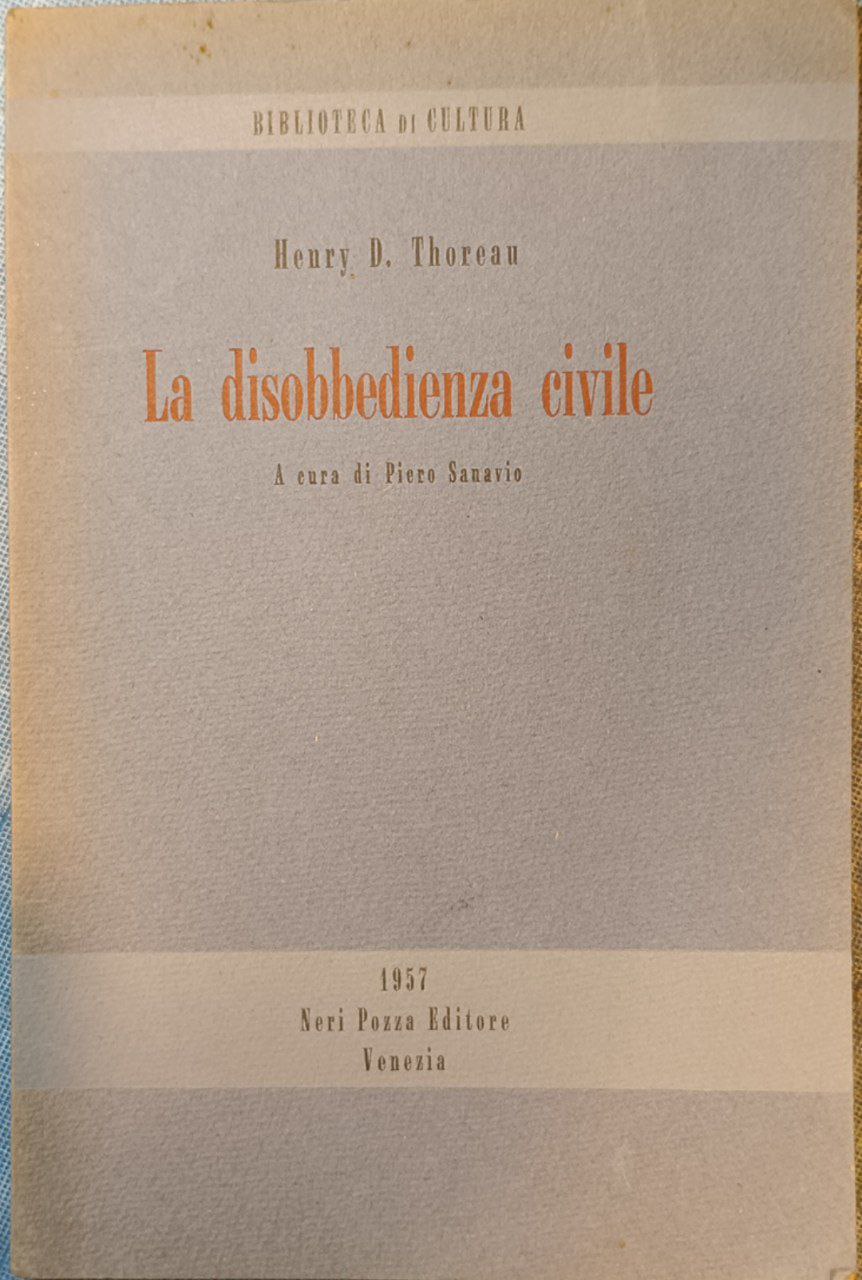 BIBLIOTECA DI CULTURA
Henry D. Thoreau
La disobbedienza civile
A cura di Piero Sanavio
1957
Neri Pozza Editore
Venezia